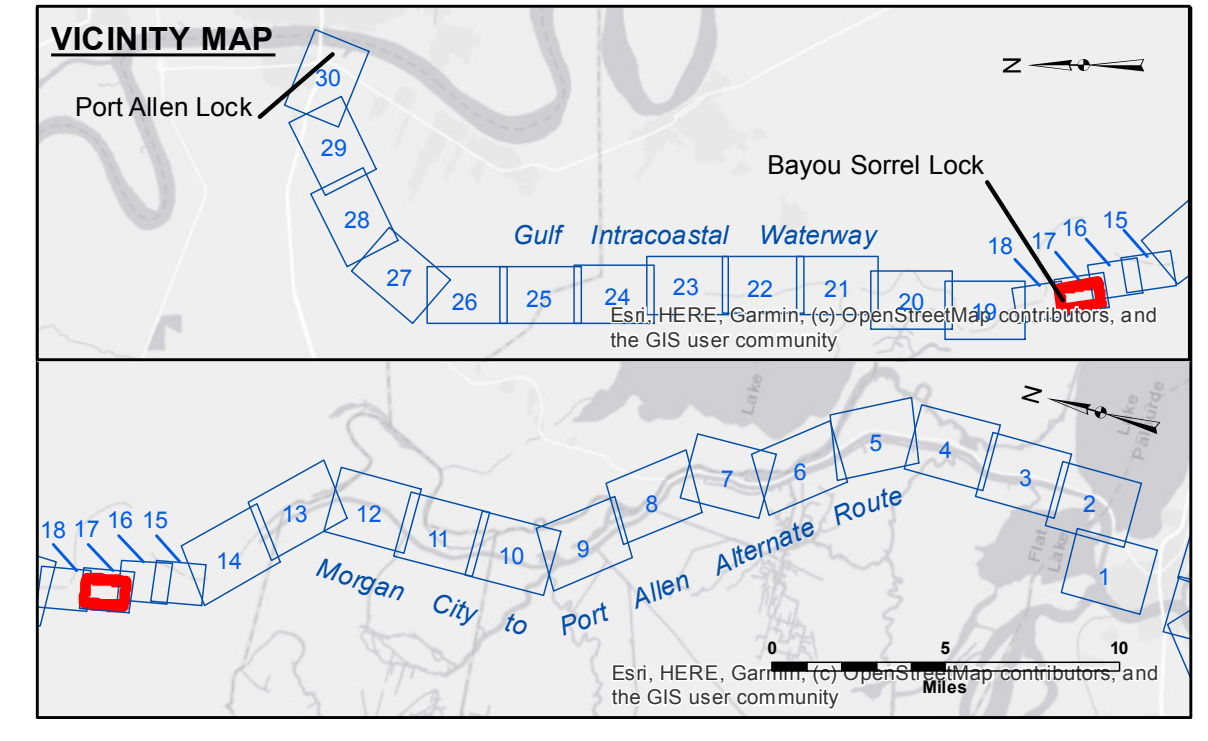 VICINITY MAP
Port Allen Lock
30
N
29
Bayou Sorrel Lock
28
Gulf Intracoastal Waterway
18 17 16 15
27 26 25 24 23 22 21 20 19
Esri, HERE, Garmin, (c) OpenStreetMap contributors, and
the GIS user community
N
Lake
Lake
18 17 16 15
14 13 12 11 10 9 8 7 6 5 4 3 2 1
Flat
Lake
Morgan City to Port Allen Alternate Route
0 5 10
Miles
Esri, HERE, Garmin, (c) OpenStreetMap contributors, and
the GIS user community